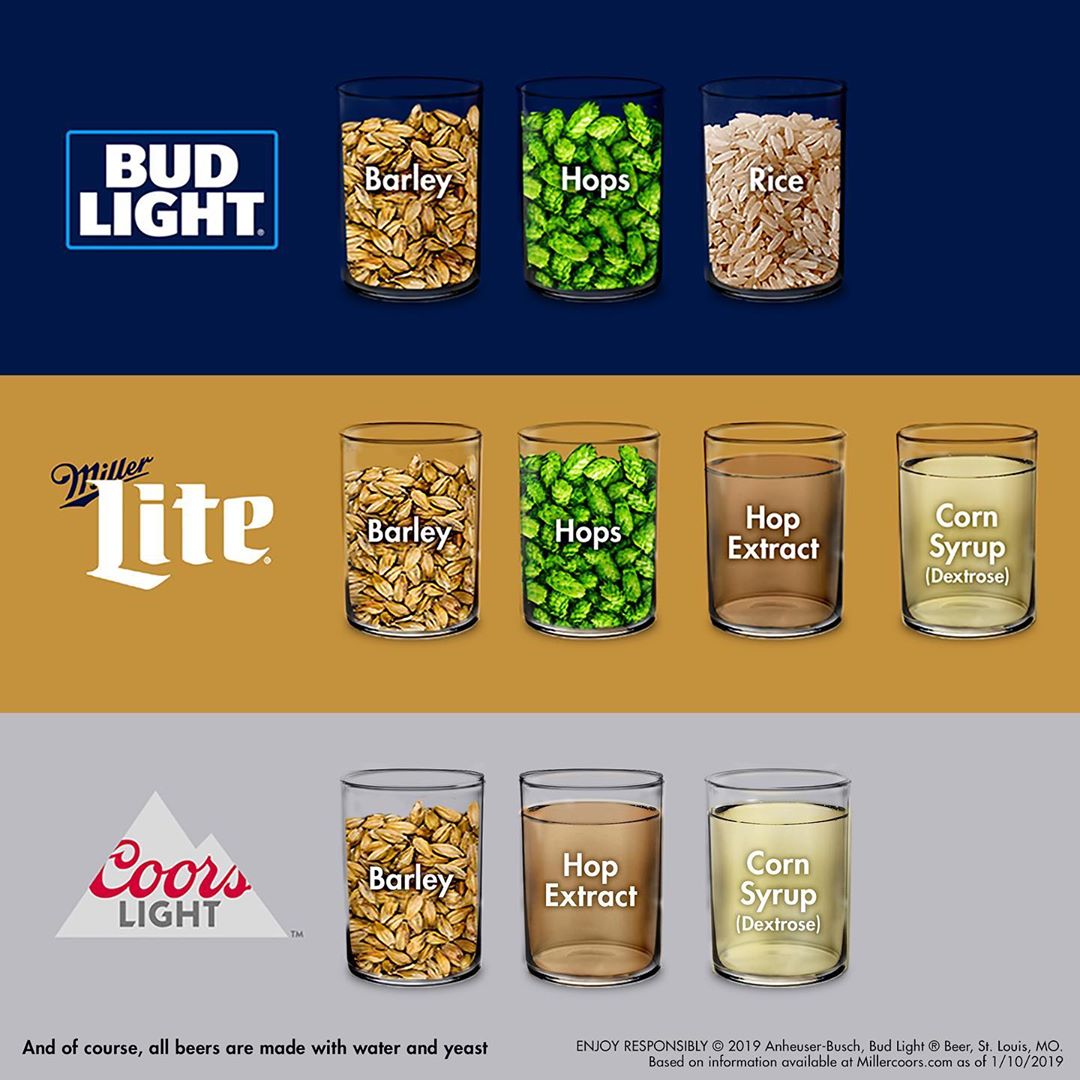 BUD
LIGHT®
Barley
Hops
Rice
Miller
Lite®
Barley
Hops
Hop
Extract
Corn
Syrup
(Dextrose)
Coors
LIGHT™
Barley
Hop
Extract
Corn
Syrup
(Dextrose)
And of course, all beers are made with water and yeast
ENJOY RESPONSIBLY © 2019 Anheuser-Busch, Bud Light ® Beer, St. Louis, MO.
Based on information available at Millercoors.com as of 1/10/2019